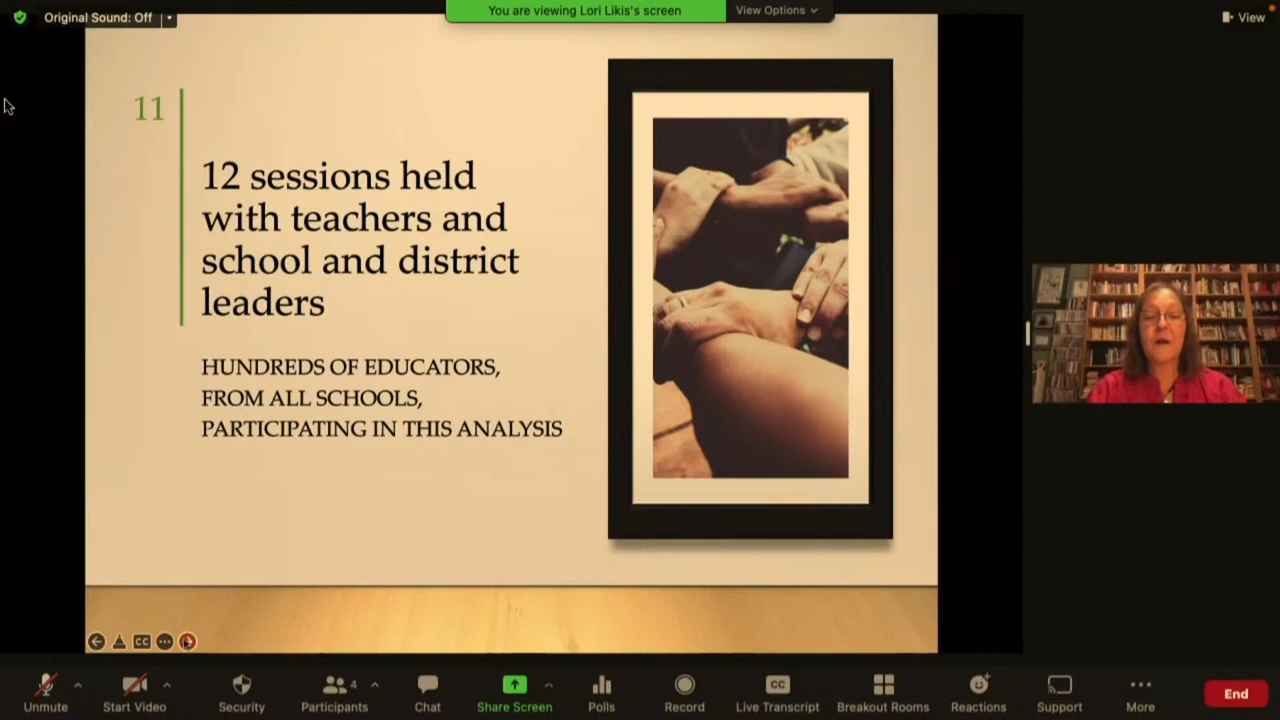 Original Sound: Off
You are viewing Lori Likis's screen
View Options
View
11
12 sessions held
with teachers and
school and district
leaders
HUNDREDS OF EDUCATORS,
FROM ALL SCHOOLS,
PARTICIPATING IN THIS ANALYSIS
CC
4
CC
Unmute
Start Video
Security
Participants
Chat
Share Screen
Polls
Record
Live Transcript
Breakout Rooms
Reactions
Support
More
End